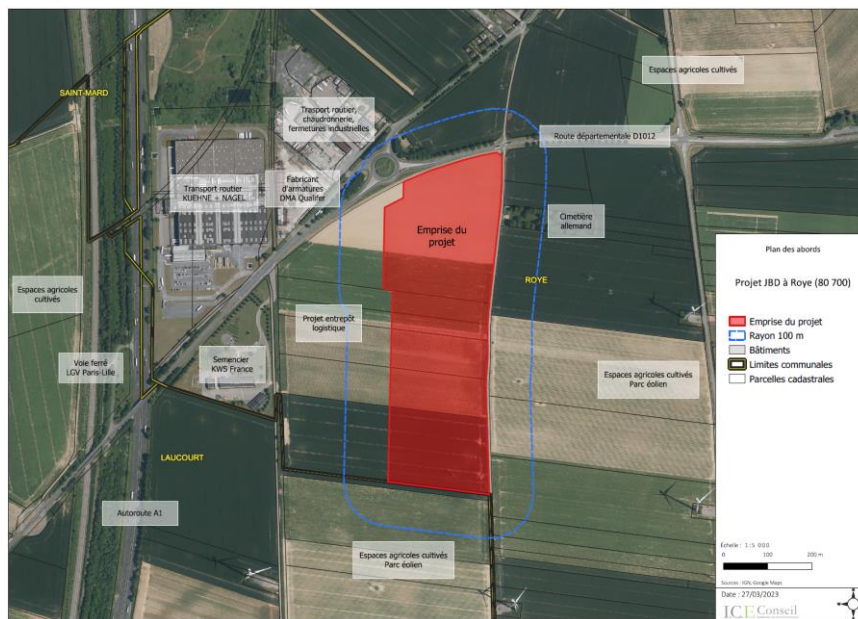 SAINT-MARD
Espaces agricoles cultivés
Trasport routier,
chaudronnerie,
fermetures industrielles
Route départementale D1012
Transport routier
KUEHNE + NAGEL
Fabricant
d'armatures
DMA Qualifer
Emprise du
projet
Cimetière
allemand
ROYE
Espaces agricoles
cultivés
Projet entrepôt
logistique
Voie ferré
LGV Paris-Lille
Semencier
KWS France
Espaces agricoles cultivés
Parc éolien
LAUCOURT
Autoroute A1
Espaces agricoles cultivés
Parc éolien
Plan des abords
Projet JBD à Roye (80 700)
Emprise du projet
Rayon 100 m
Bâtiments
Limites communales
Parcelles cadastrales
Échelle : 1:5 000
0 100 200 m
Sources : IGN, Google Maps
Date : 27/03/2023
ICE Conseil